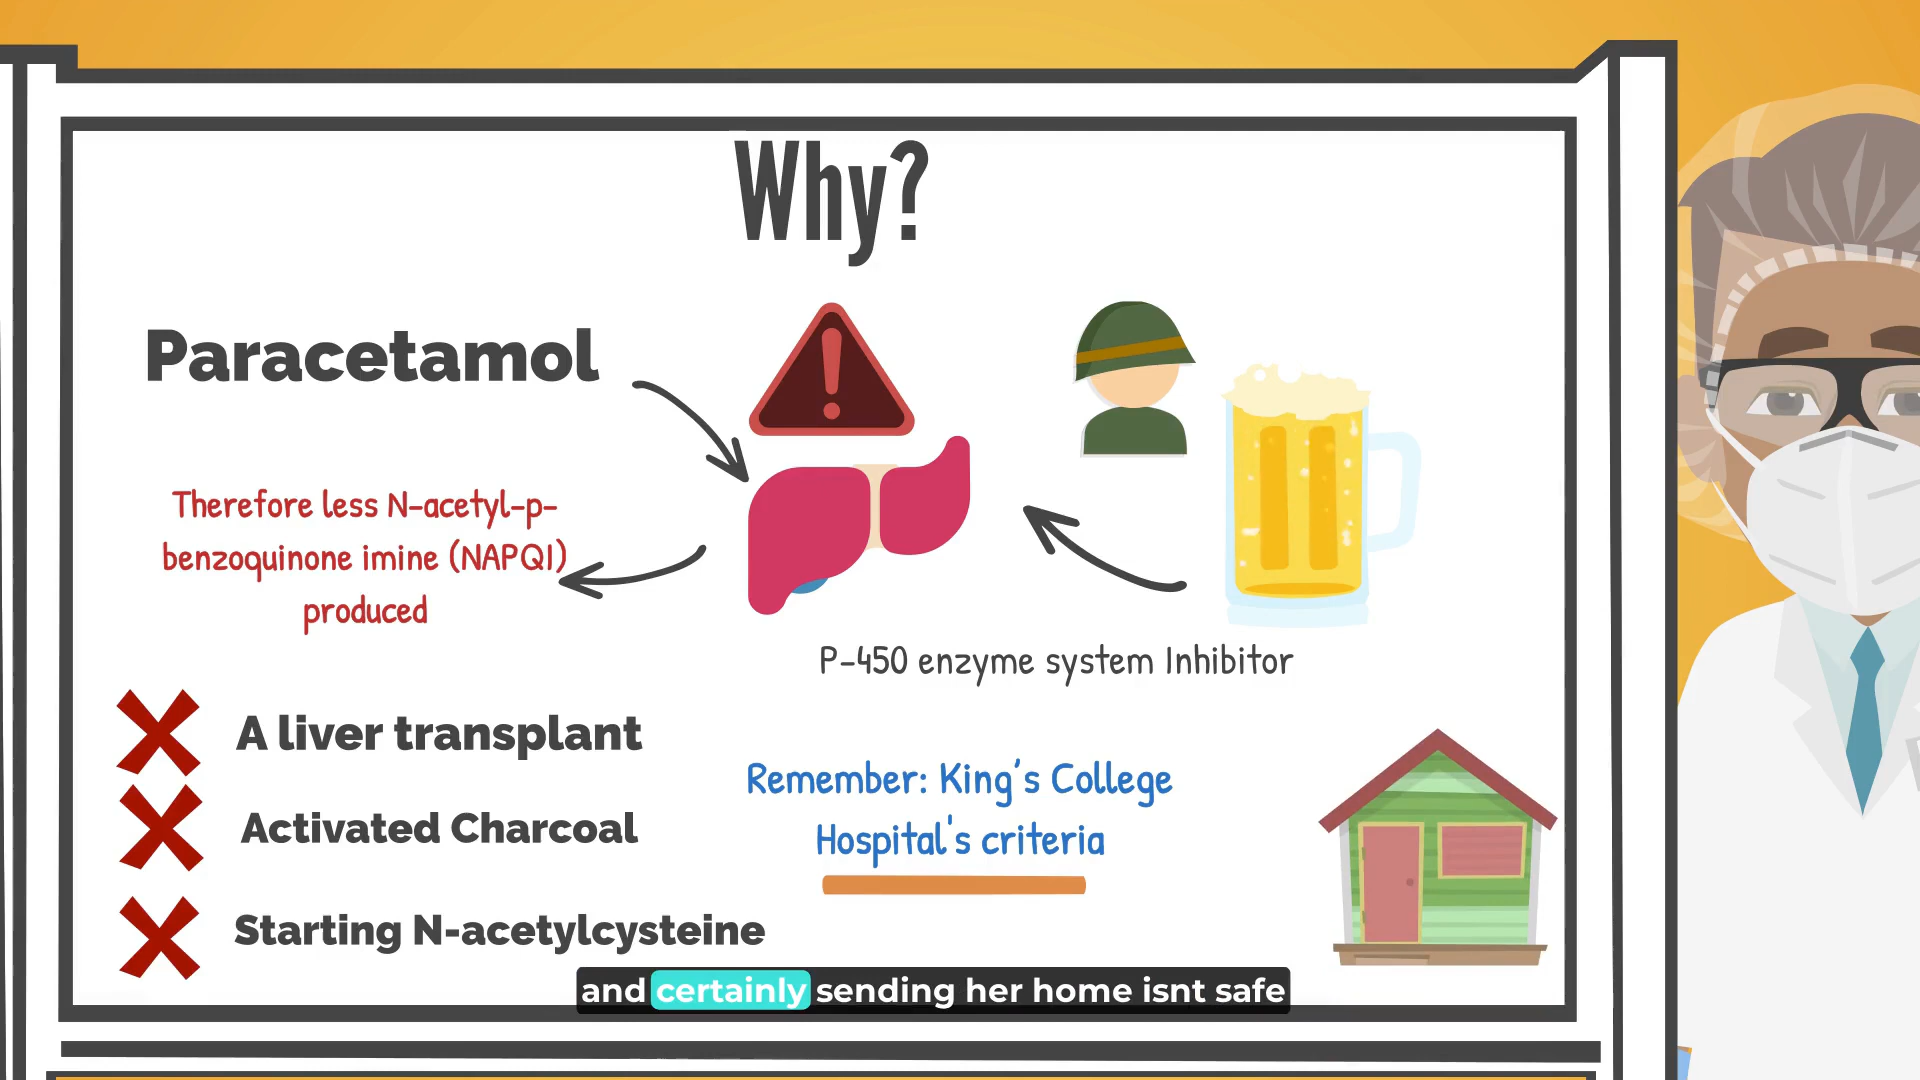 Why?
Paracetamol
Therefore less N-acetyl-p-
benzoquinone imine (NAPQI)
produced
P-450 enzyme system Inhibitor
A liver transplant
Activated Charcoal
Starting N-acetylcysteine
Remember: King's College
Hospital's criteria
and certainly sending her home isnt safe